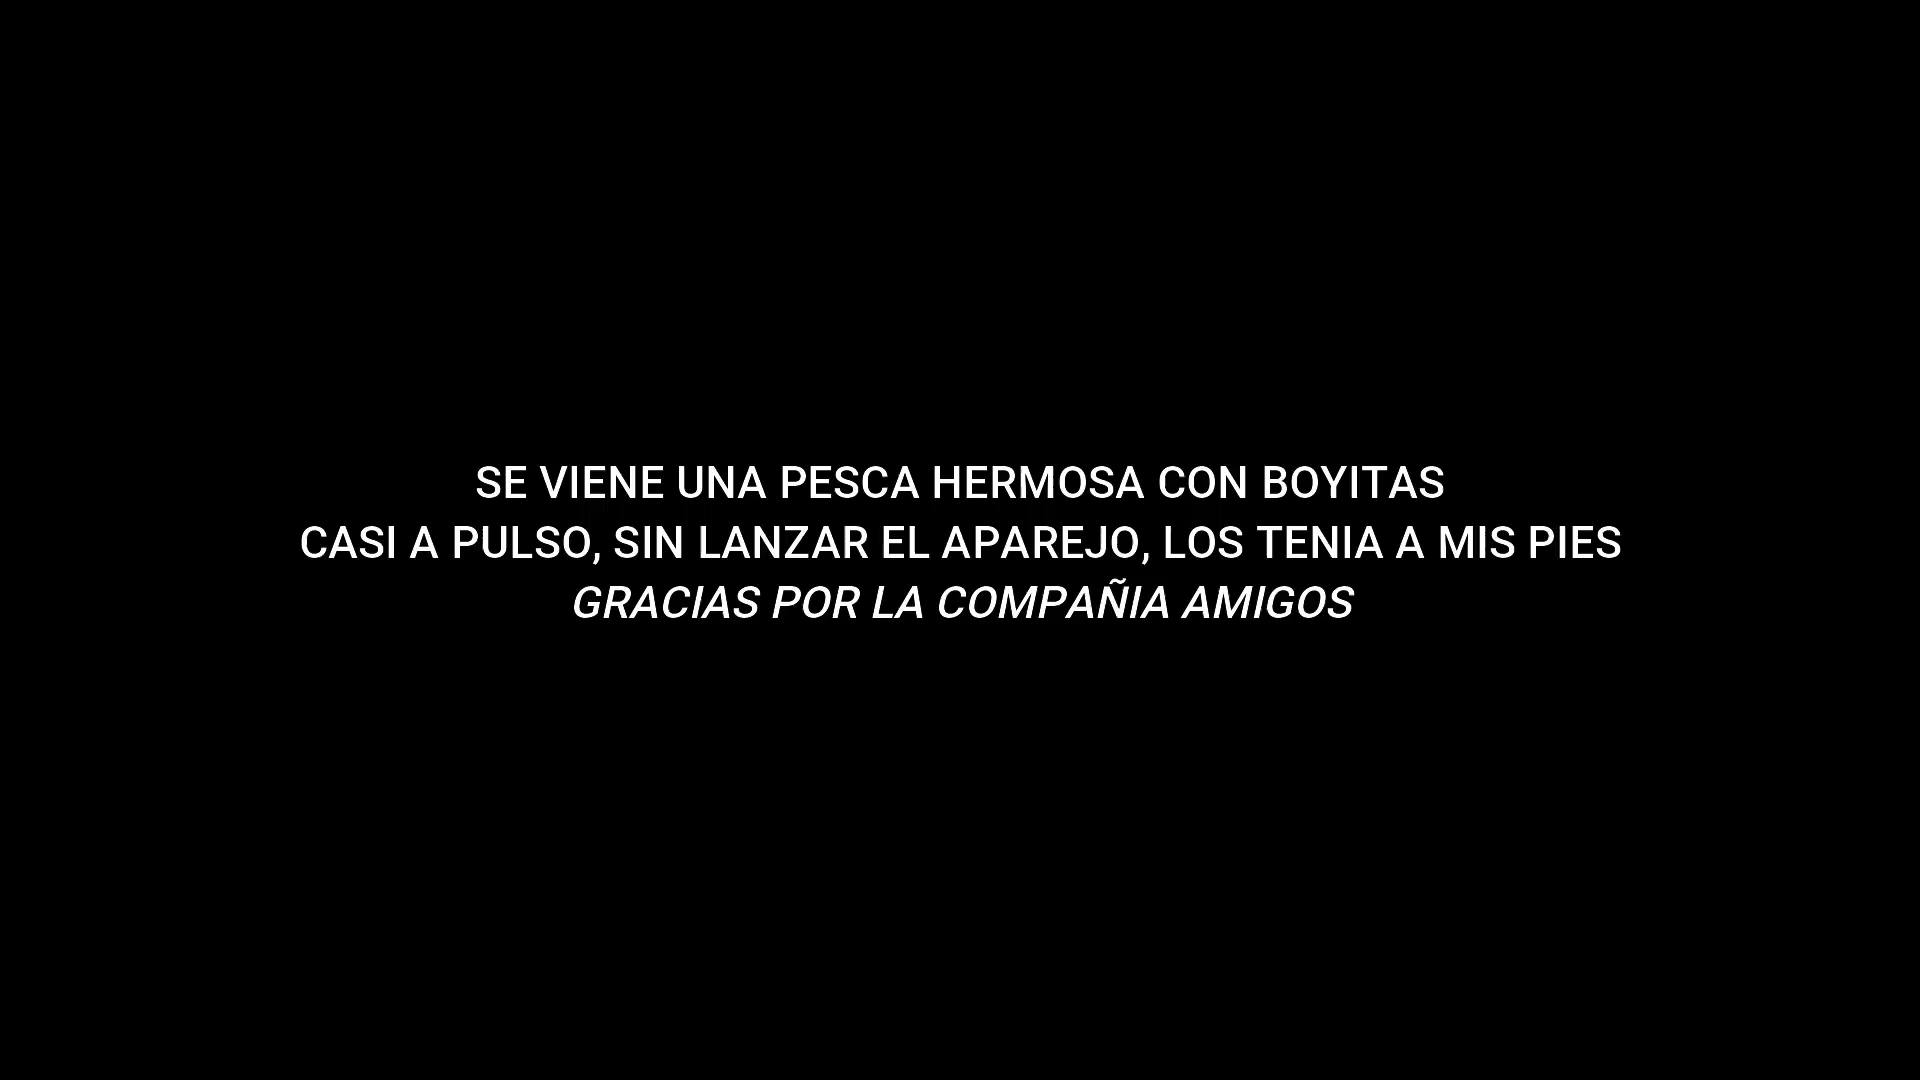 SE VIENE UNA PESCA HERMOSA CON BOYITAS
CASI A PULSO, SIN LANZAR EL APAREJO, LOS TENIA A MIS PIES
GRACIAS POR LA COMPAÑIA AMIGOS